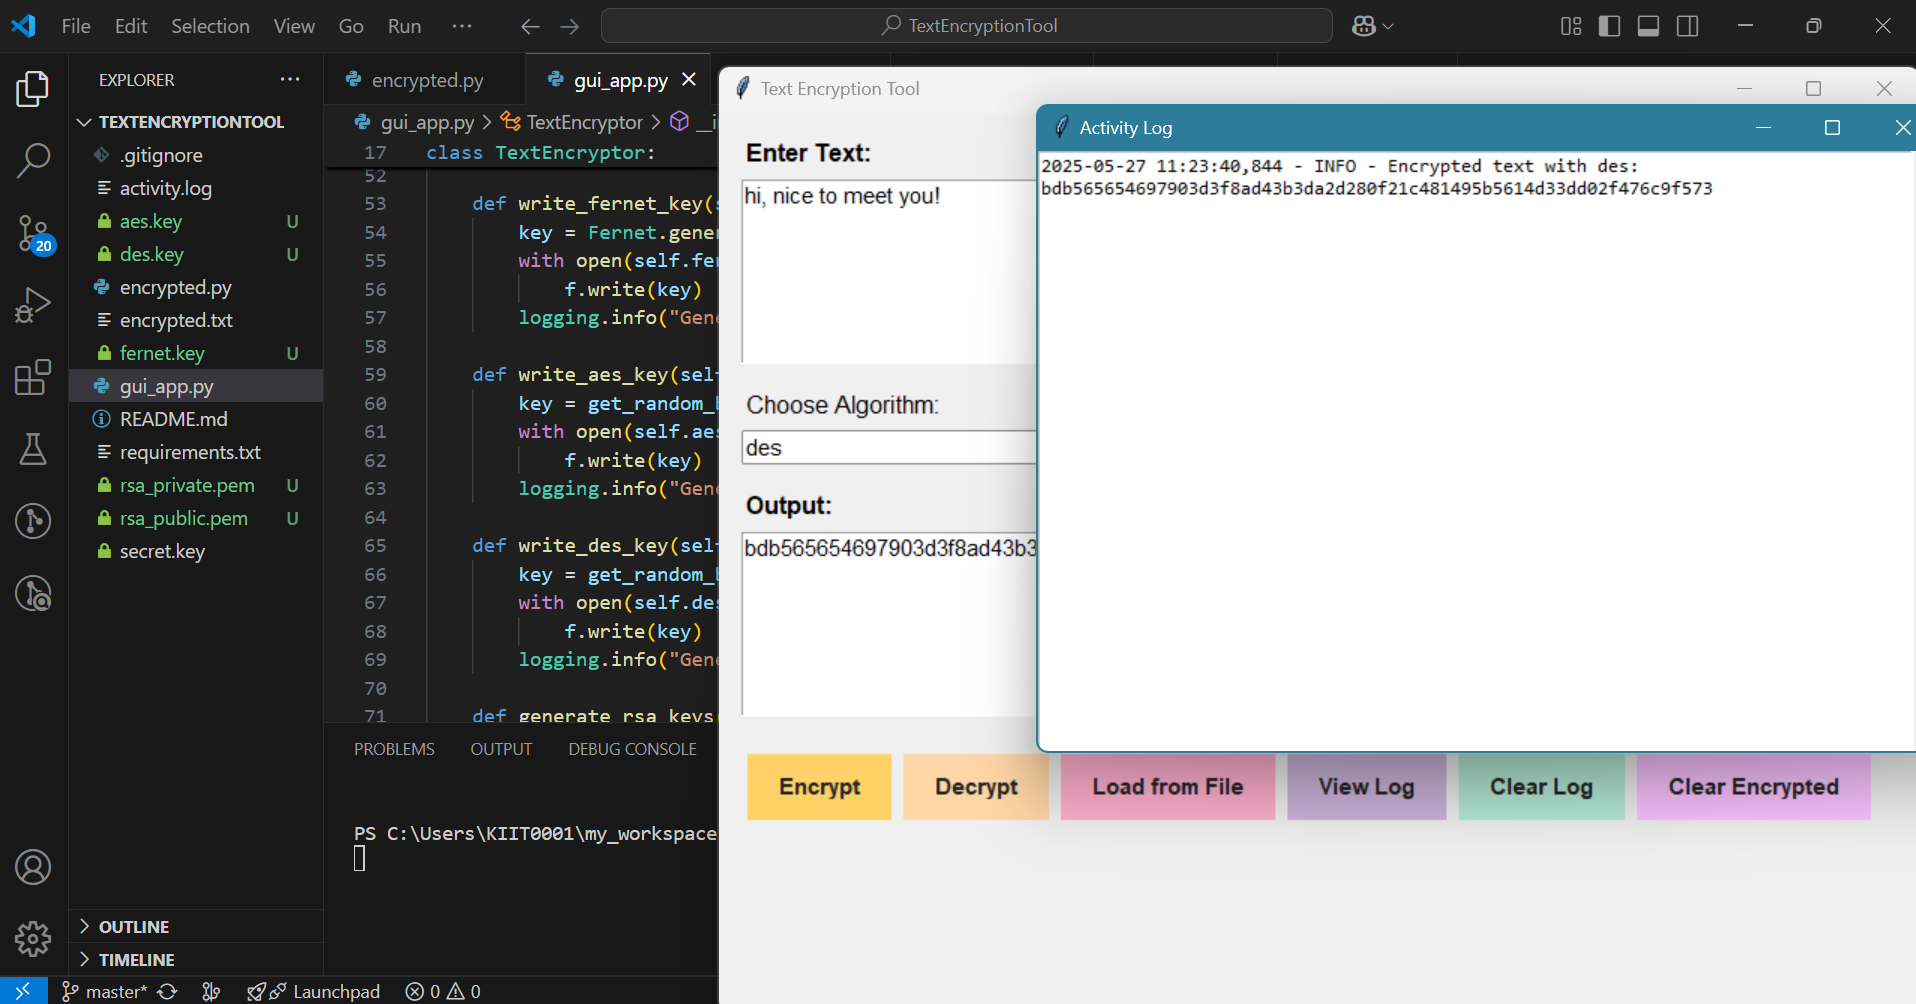 File Edit Selection View Go Run ···
TextEncryptionTool
EXPLORER ···
TEXTENCRYPTIONTOOL
.gitignore
activity.log
aes.key U
des.key U
encrypted.py
encrypted.txt
fernet.key U
gui_app.py
README.md
requirements.txt
rsa_private.pem U
rsa_public.pem U
secret.key
OUTLINE
TIMELINE
20
encrypted.py
gui_app.py
gui_app.py > TextEncryptor >
17 class TextEncryptor:
52
53 def write_fernet_key(
54 key = Fernet.gene
55 with open(self.fe
56 f.write(key)
57 logging.info("Gen
58
59 def write_aes_key(sel
60 key = get_random_
61 with open(self.ae
62 f.write(key)
63 logging.info("Gen
64
65 def write_des_key(sel
66 key = get_random_
67 with open(self.de
68 f.write(key)
69 logging.info("Gen
70
71 def generate_rsa_keys
PROBLEMS OUTPUT DEBUG CONSOLE
PS C:\Users\KIIT0001\my_workspace
master* Launchpad 0 0
Text Encryption Tool
Enter Text:
hi, nice to meet you!
Choose Algorithm:
des
Output:
bdb565654697903d3f8ad43b3
Encrypt Decrypt Load from File View Log Clear Log Clear Encrypted
Activity Log
2025-05-27 11:23:40,844 - INFO - Encrypted text with des:
bdb565654697903d3f8ad43b3da2d280f21c481495b5614d33dd02f476c9f573